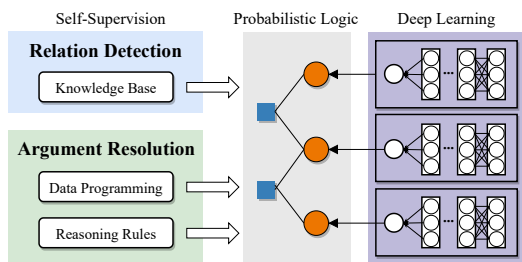 Self-Supervision
Probabilistic Logic
Deep Learning
Relation Detection
Knowledge Base
Argument Resolution
Data Programming
Reasoning Rules
...
...
...